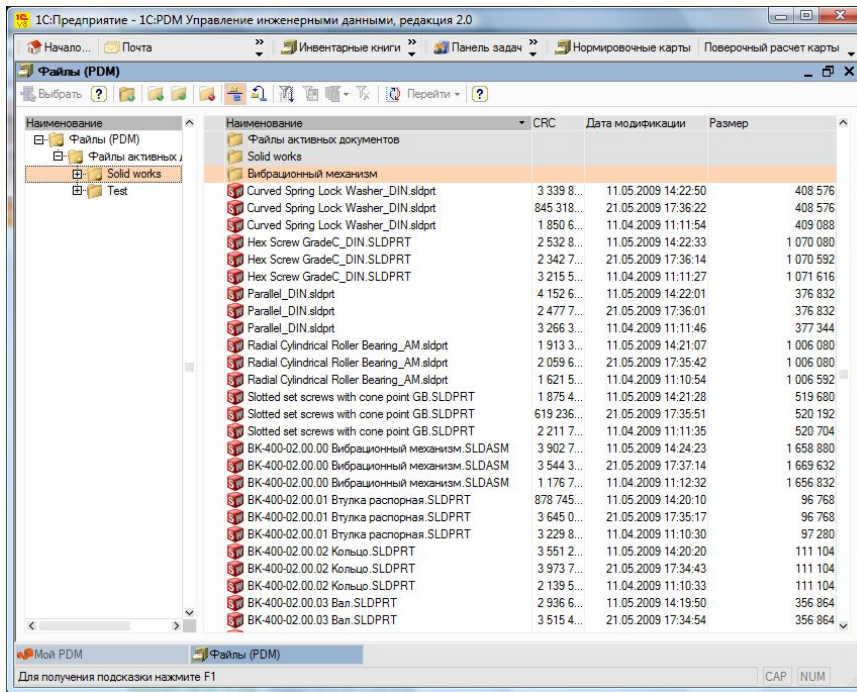 1С:Предприятие - 1С:PDM Управление инженерными данными, редакция 2.0
Начало... Почта » Инвентарные книги » Панель задач » Нормировочные карты Поверочный расчет карты
Файлы (PDM)
Выбрать Перейти
Наименование
Файлы (PDM)
Файлы активных
Solid works
Test
Наименование CRC Дата модификации Размер
Файлы активных документов
Solid works
Вибрационный механизм
Curved Spring Lock Washer_DIN.sldprt 3 339 8... 11.05.2009 14:22:50 408 576
Curved Spring Lock Washer_DIN.sldprt 845 318... 21.05.2009 17:36:22 408 576
Curved Spring Lock Washer_DIN.sldprt 1 850 6... 11.04.2009 11:11:54 409 088
Hex Screw GradeC_DIN.SLDPRT 2 532 8... 11.05.2009 14:22:33 1 070 080
Hex Screw GradeC_DIN.SLDPRT 2 342 7... 21.05.2009 17:36:14 1 070 592
Hex Screw GradeC_DIN.SLDPRT 3 215 5... 11.04.2009 11:11:27 1 071 616
Parallel_DIN.sldprt 4 152 6... 11.05.2009 14:22:01 376 832
Parallel_DIN.sldprt 2 477 7... 21.05.2009 17:36:01 376 832
Parallel_DIN.sldprt 3 266 3... 11.04.2009 11:11:46 377 344
Radial Cylindrical Roller Bearing_AM.sldprt 1 913 3... 11.05.2009 14:21:07 1 006 080
Radial Cylindrical Roller Bearing_AM.sldprt 2 059 6... 21.05.2009 17:35:42 1 006 080
Radial Cylindrical Roller Bearing_AM.sldprt 1 621 5... 11.04.2009 11:10:54 1 006 592
Slotted set screws with cone point GB.SLDPRT 1 875 4... 11.05.2009 14:21:28 519 680
Slotted set screws with cone point GB.SLDPRT 619 236... 21.05.2009 17:35:51 520 192
Slotted set screws with cone point GB.SLDPRT 2 211 7... 11.04.2009 11:11:35 520 704
ВК-400-02.00.00 Вибрационный механизм.SLDASM 3 902 7... 11.05.2009 14:24:23 1 658 880
ВК-400-02.00.00 Вибрационный механизм.SLDASM 3 544 3... 21.05.2009 17:37:14 1 669 632
ВК-400-02.00.00 Вибрационный механизм.SLDASM 1 176 7... 11.04.2009 11:12:32 1 656 832
ВК-400-02.00.01 Втулка распорная.SLDPRT 878 745... 11.05.2009 14:20:10 96 768
ВК-400-02.00.01 Втулка распорная.SLDPRT 3 645 0... 21.05.2009 17:35:17 96 768
ВК-400-02.00.01 Втулка распорная.SLDPRT 3 229 8... 11.04.2009 11:10:30 97 280
ВК-400-02.00.02 Кольцо.SLDPRT 3 551 2... 11.05.2009 14:20:20 111 104
ВК-400-02.00.02 Кольцо.SLDPRT 3 973 7... 21.05.2009 17:34:43 111 104
ВК-400-02.00.02 Кольцо.SLDPRT 2 139 5... 11.04.2009 11:10:33 111 104
ВК-400-02.00.03 Вал.SLDPRT 2 936 6... 11.05.2009 14:19:50 356 864
ВК-400-02.00.03 Вал.SLDPRT 3 515 4... 21.05.2009 17:34:54 356 864
Мой PDM Файлы (PDM)
Для получения подсказки нажмите F1 CAP NUM